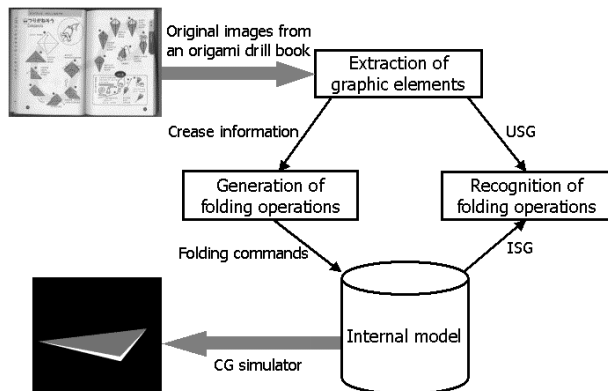 Original images from
an origami drill book
Extraction of
graphic elements
Crease information
USG
Generation of
folding operations
Recognition of
folding operations
Folding commands
ISG
Internal model
CG simulator